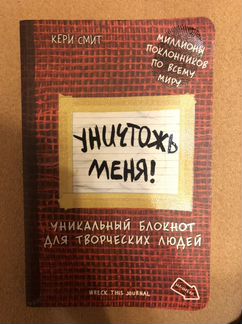 КЕРИ СМИТ
МИЛЛИОНЫ
ПОКЛОННИКОВ
ПО ВСЕМУ
МИРУ
УНИЧТОЖЬ
МЕНЯ!
УНИКАЛЬНЫЙ БЛОКНОТ
ДЛЯ ТВОРЧЕСКИХ ЛЮДЕЙ
WRECK THIS JOURNAL